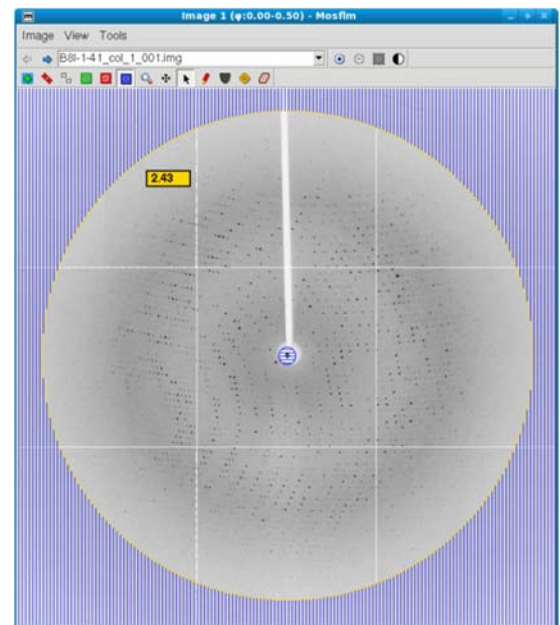 Image 1 (φ:0.00-0.50) - Mosflm
Image View Tools
B8I-1-41_col_1_001.img
2.43